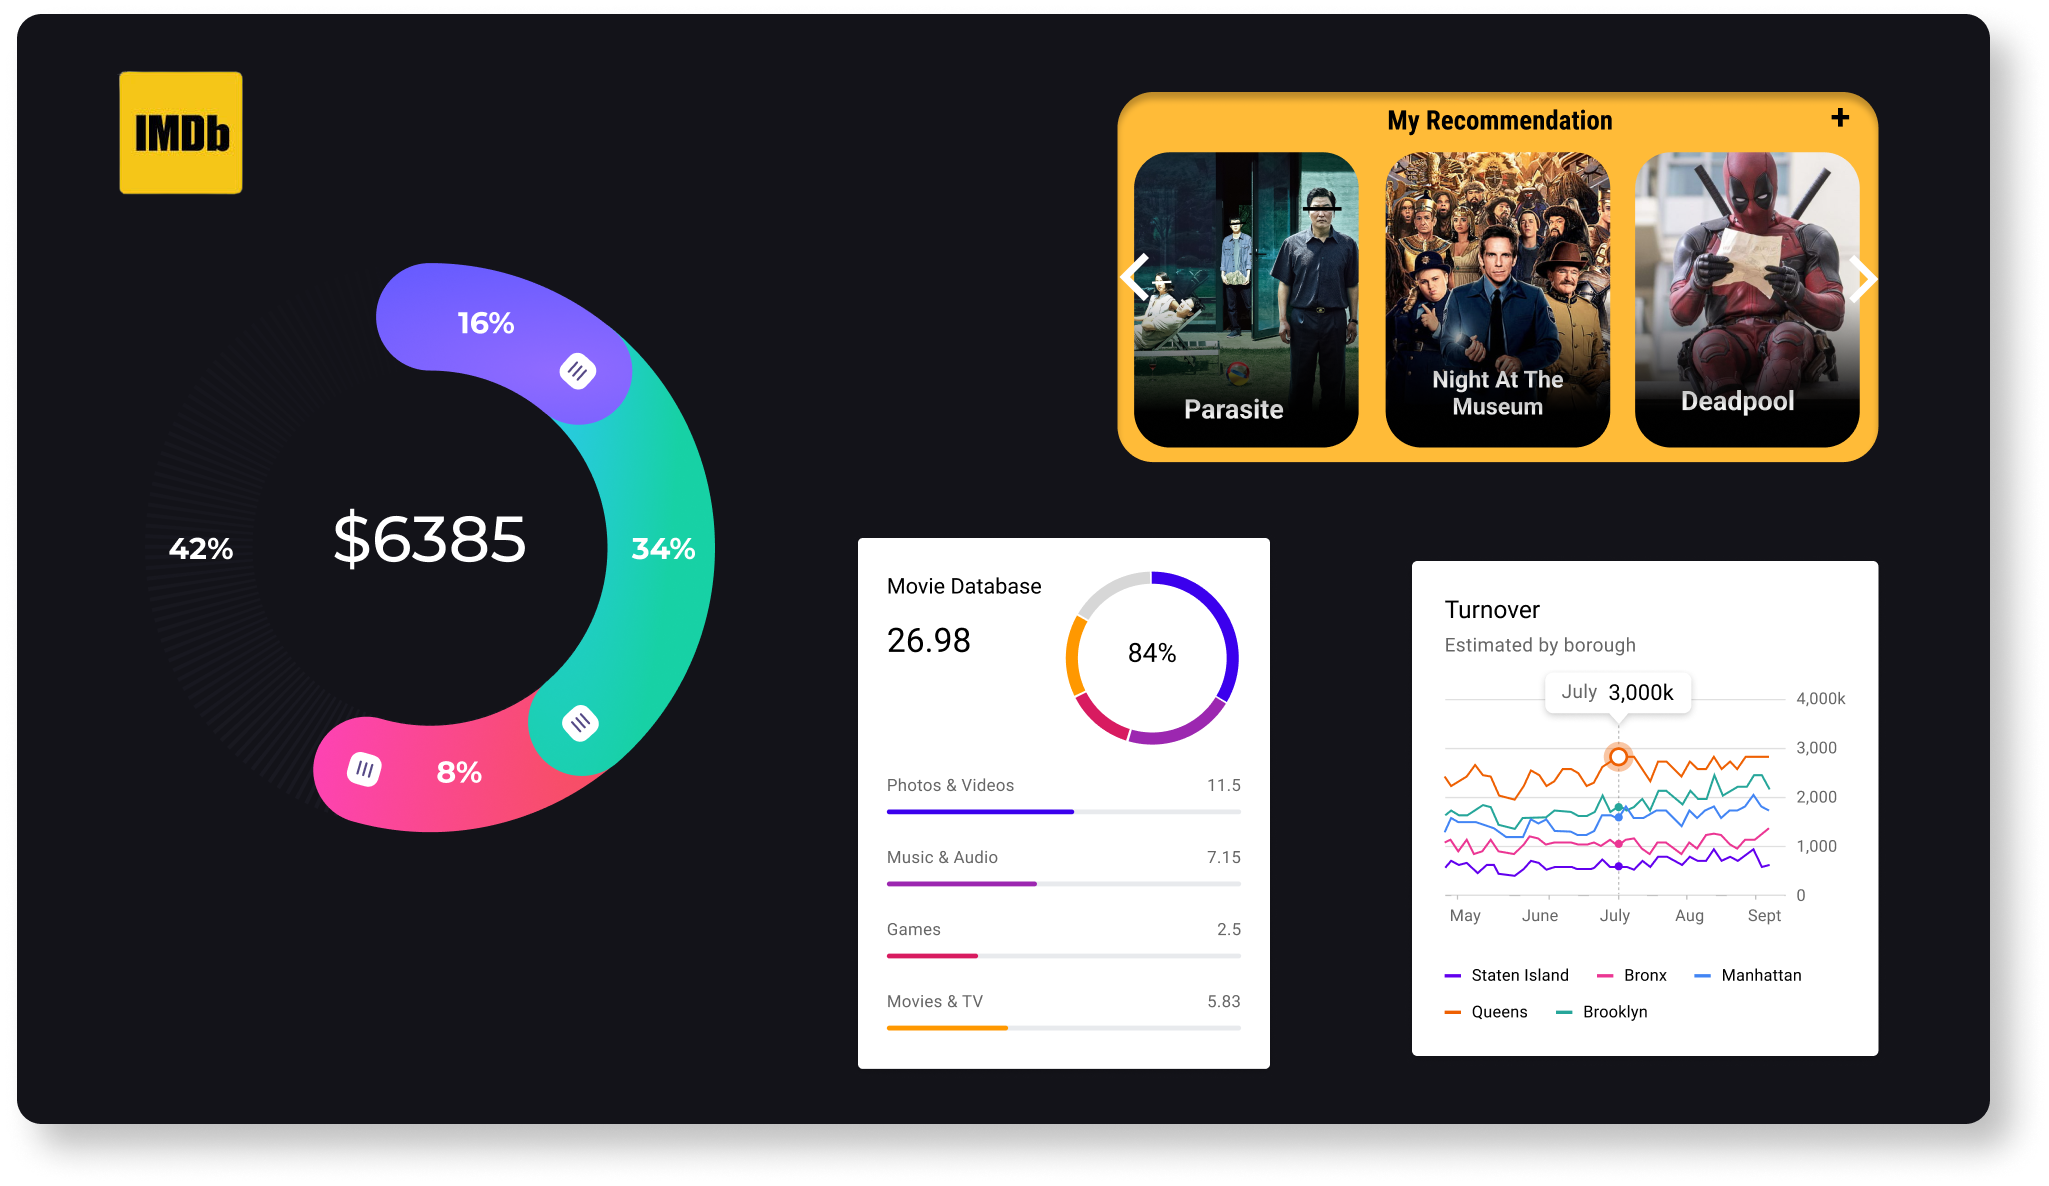 IMDb
My Recommendation
+
Parasite
Night At The
Museum
Deadpool
16%
34%
8%
42%
$6385
Movie Database
26.98
84%
Photos & Videos 11.5
Music & Audio 7.15
Games 2.5
Movies & TV 5.83
Turnover
Estimated by borough
July 3,000k
4,000k
3,000
2,000
1,000
0
May June July Aug Sept
Staten Island Bronx Manhattan
Queens Brooklyn